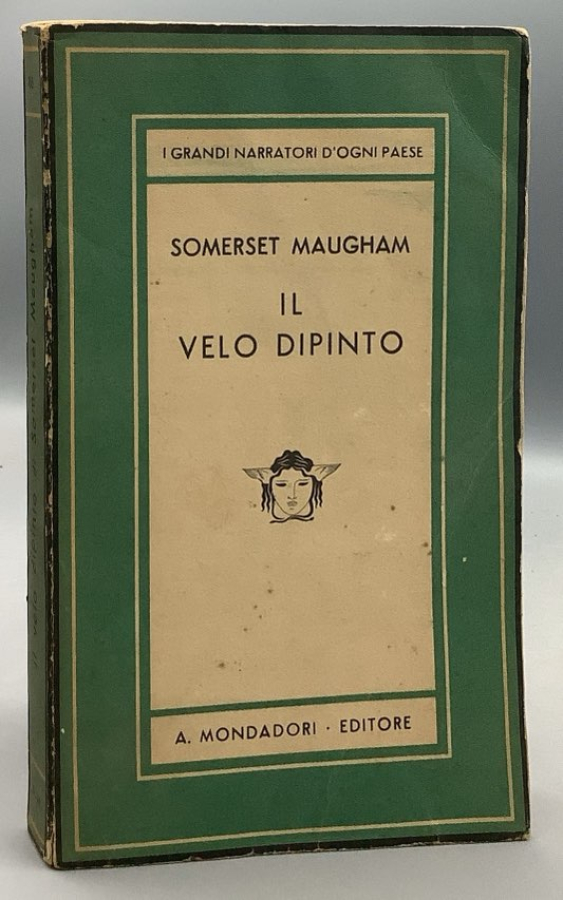 I GRANDI NARRATORI D'OGNI PAESE
SOMERSET MAUGHAM
IL
VELO DIPINTO
A. MONDADORI · EDITORE
Il velo dipinto di Somerset Maugham